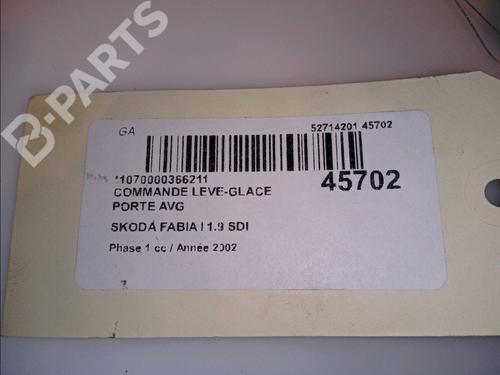 B-PARTS
GA
52714201 45702
*1070000366211
45702
COMMANDE LEVE-GLACE
PORTE AVG
SKODA FABIA I 1.9 SDI
Phase 1 cc / Année 2002